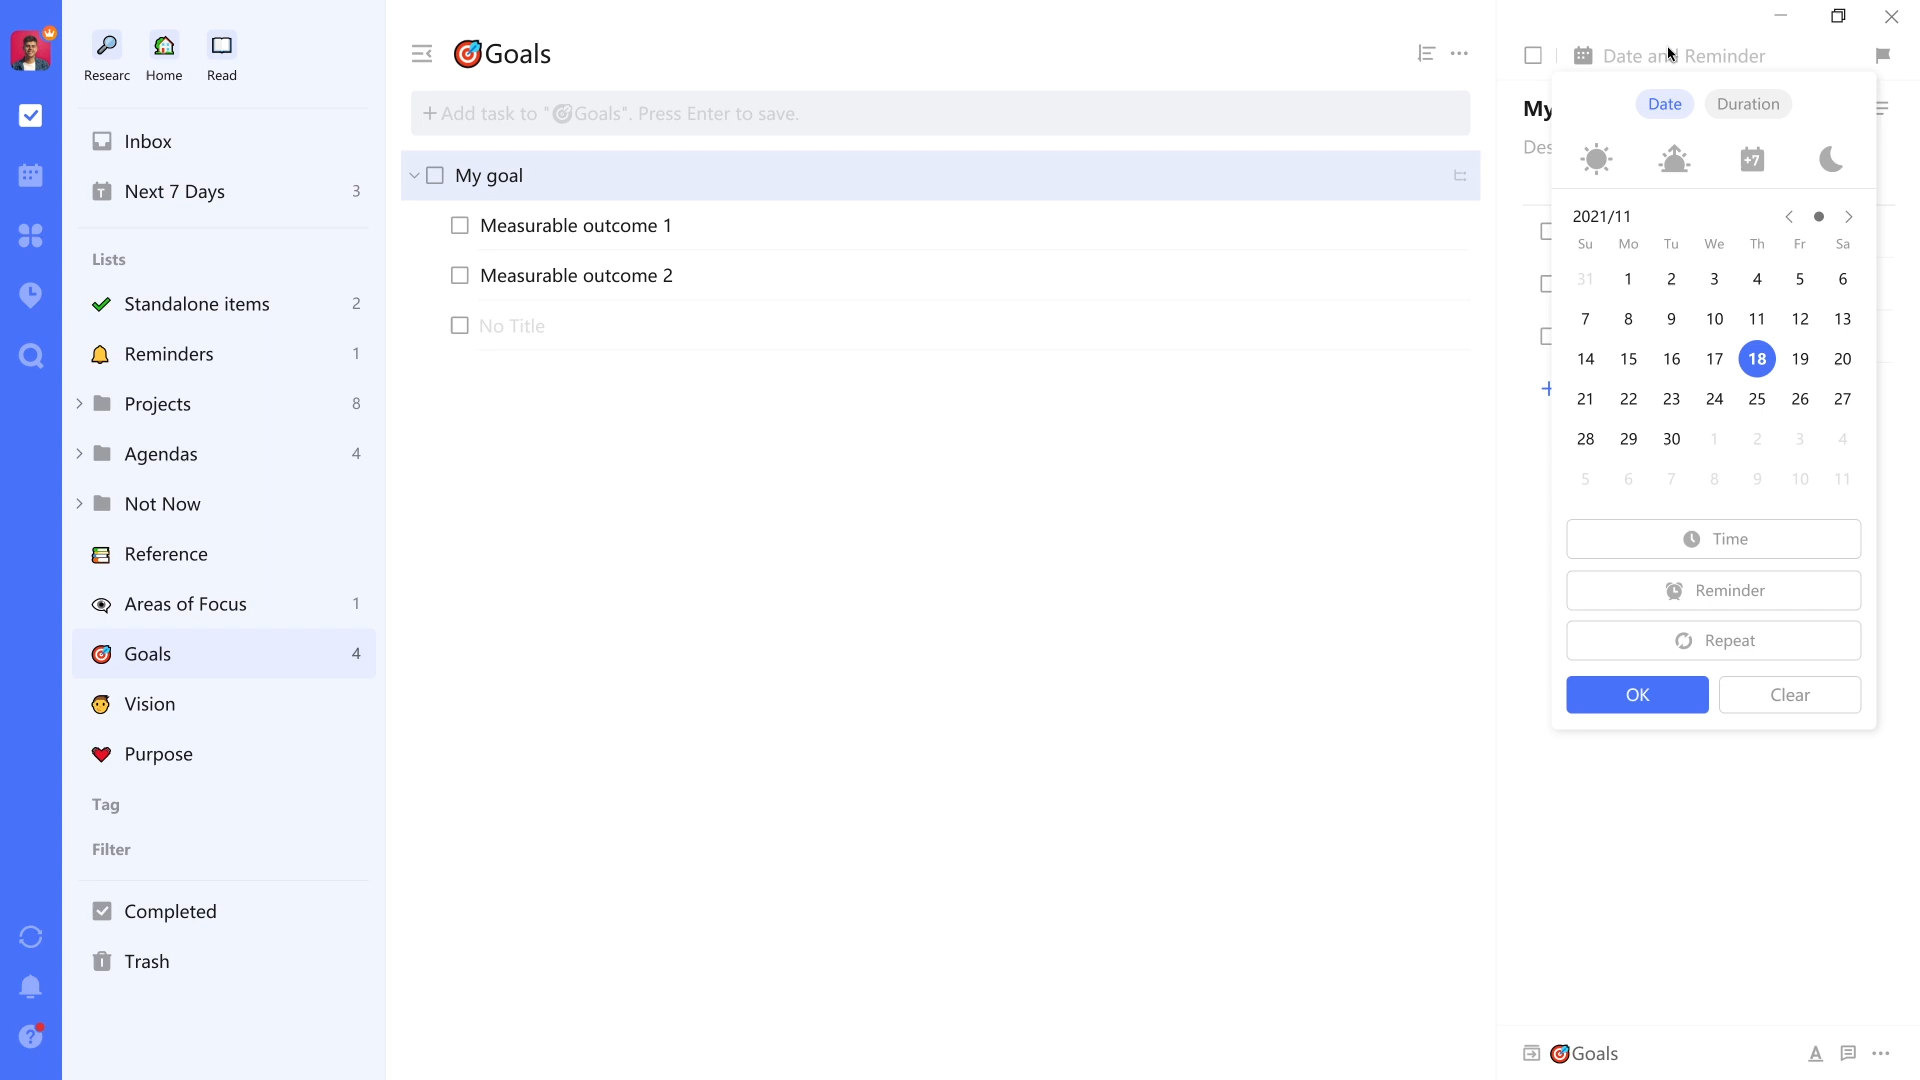 Researc Home Read
Inbox
Next 7 Days 3
Lists
Standalone items 2
Reminders 1
Projects 8
Agendas 4
Not Now
Reference
Areas of Focus 1
Goals 4
Vision
Purpose
Tag
Filter
Completed
Trash
Goals
+ Add task to "Goals". Press Enter to save.
My goal
Measurable outcome 1
Measurable outcome 2
No Title
Date and Reminder
My
Des
Date Duration
+7
2021/11
Su Mo Tu We Th Fr Sa
31 1 2 3 4 5 6
7 8 9 10 11 12 13
14 15 16 17 18 19 20
21 22 23 24 25 26 27
28 29 30 1 2 3 4
5 6 7 8 9 10 11
Time
Reminder
Repeat
OK Clear
Goals